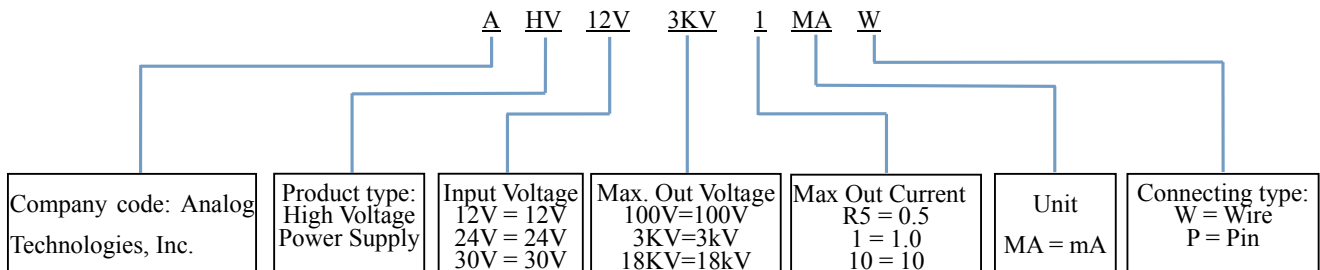 A HV 12V 3KV 1 MA W
Company code: Analog
Technologies, Inc.
Product type:
High Voltage
Power Supply
Input Voltage
12V = 12V
24V = 24V
30V = 30V
Max. Out Voltage
100V=100V
3KV=3kV
18KV=18kV
Max Out Current
R5 = 0.5
1 = 1.0
10 = 10
Unit
MA = mA
Connecting type:
W = Wire
P = Pin